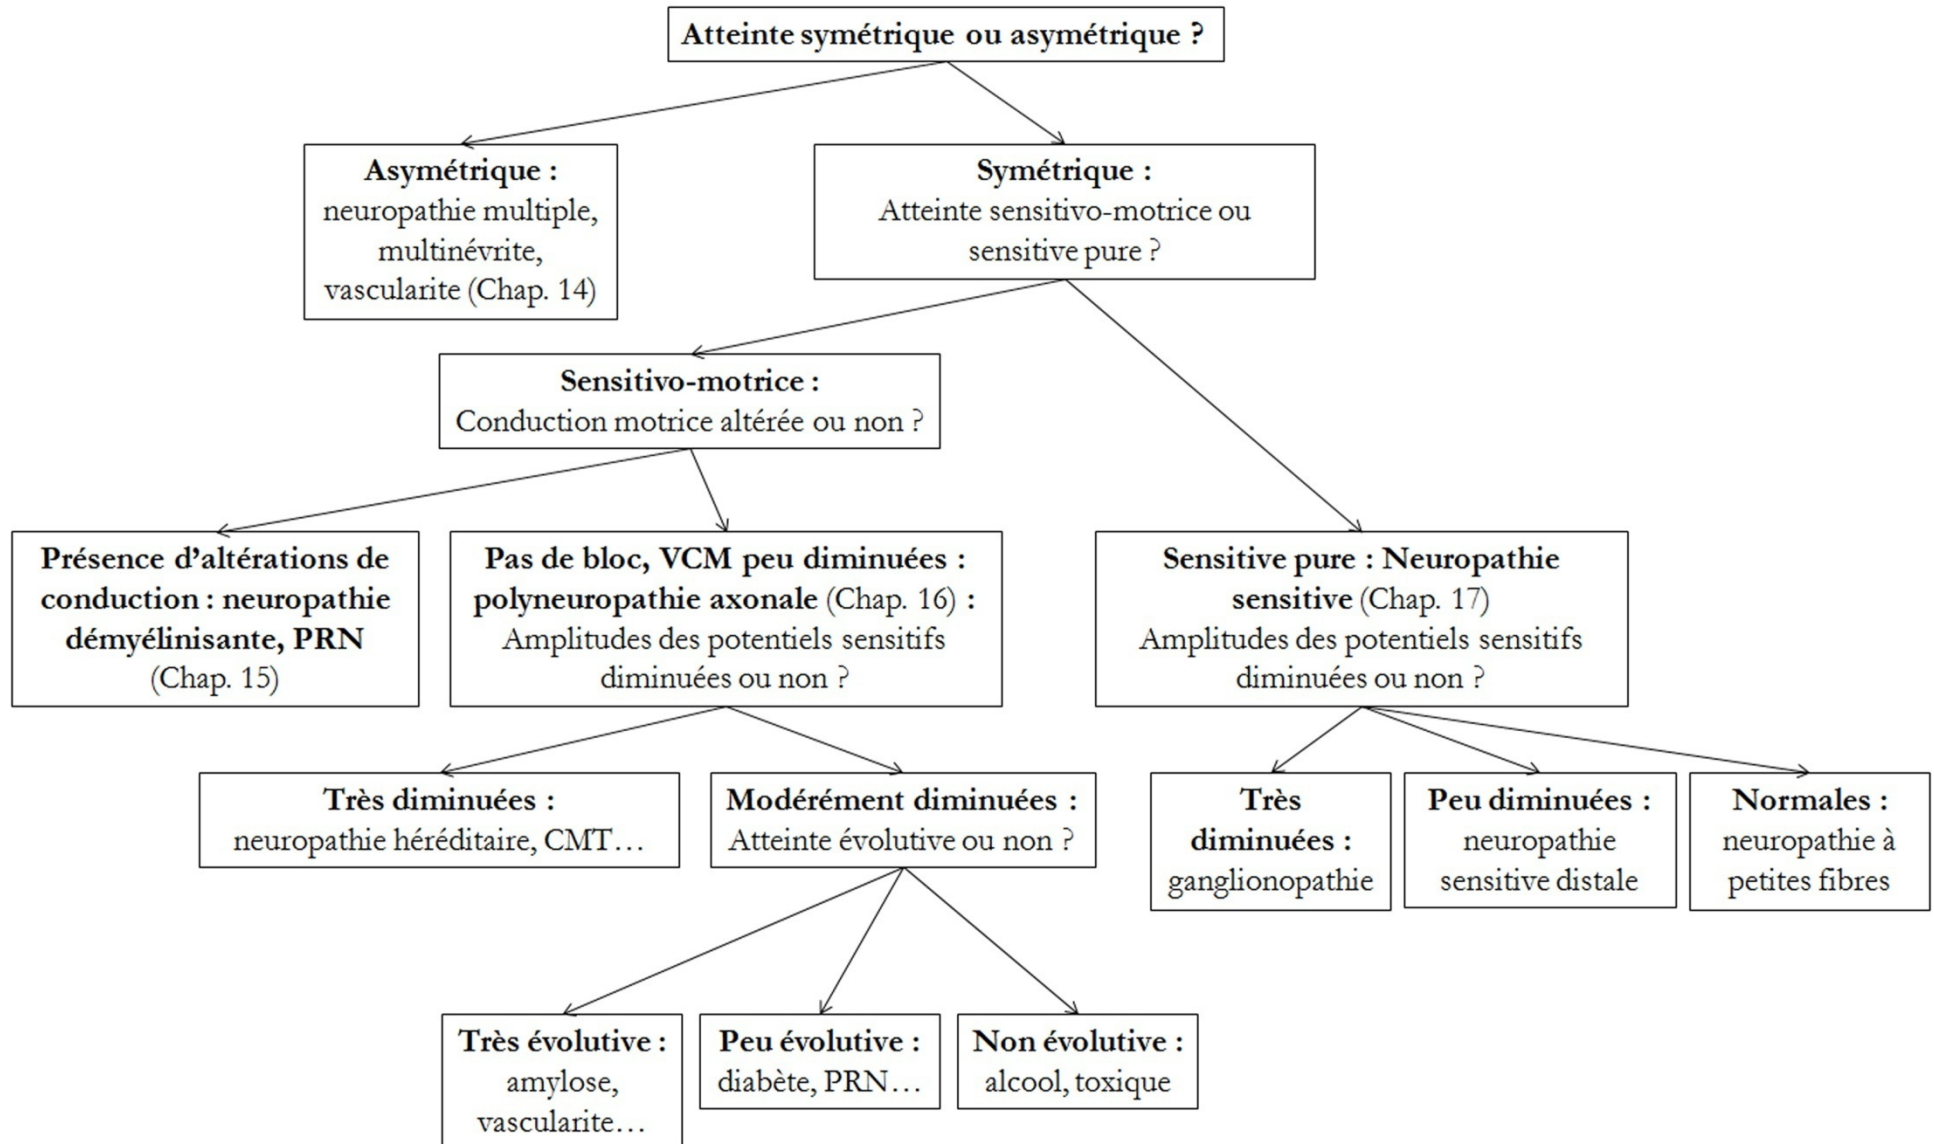 Atteinte symétrique ou asymétrique ?
Asymétrique :
neuropathie multiple,
multinévrite,
vascularite (Chap. 14)
Symétrique :
Atteinte sensitivo-motrice ou
sensitive pure ?
Sensitivo-motrice :
Conduction motrice altérée ou non ?
Présence d’altérations de
conduction : neuropathie
démyélinisante, PRN
(Chap. 15)
Pas de bloc, VCM peu diminuées :
polyneuropathie axonale (Chap. 16) :
Amplitudes des potentiels sensitifs
diminuées ou non ?
Sensitive pure : Neuropathie
sensitive (Chap. 17)
Amplitudes des potentiels sensitifs
diminuées ou non ?
Très diminuées :
neuropathie héréditaire, CMT…
Modérément diminuées :
Atteinte évolutive ou non ?
Très
diminuées :
ganglionopathie
Peu diminuées :
neuropathie
sensitive distale
Normales :
neuropathie à
petites fibres
Très évolutive :
amylose,
vascularite…
Peu évolutive :
diabète, PRN…
Non évolutive :
alcool, toxique